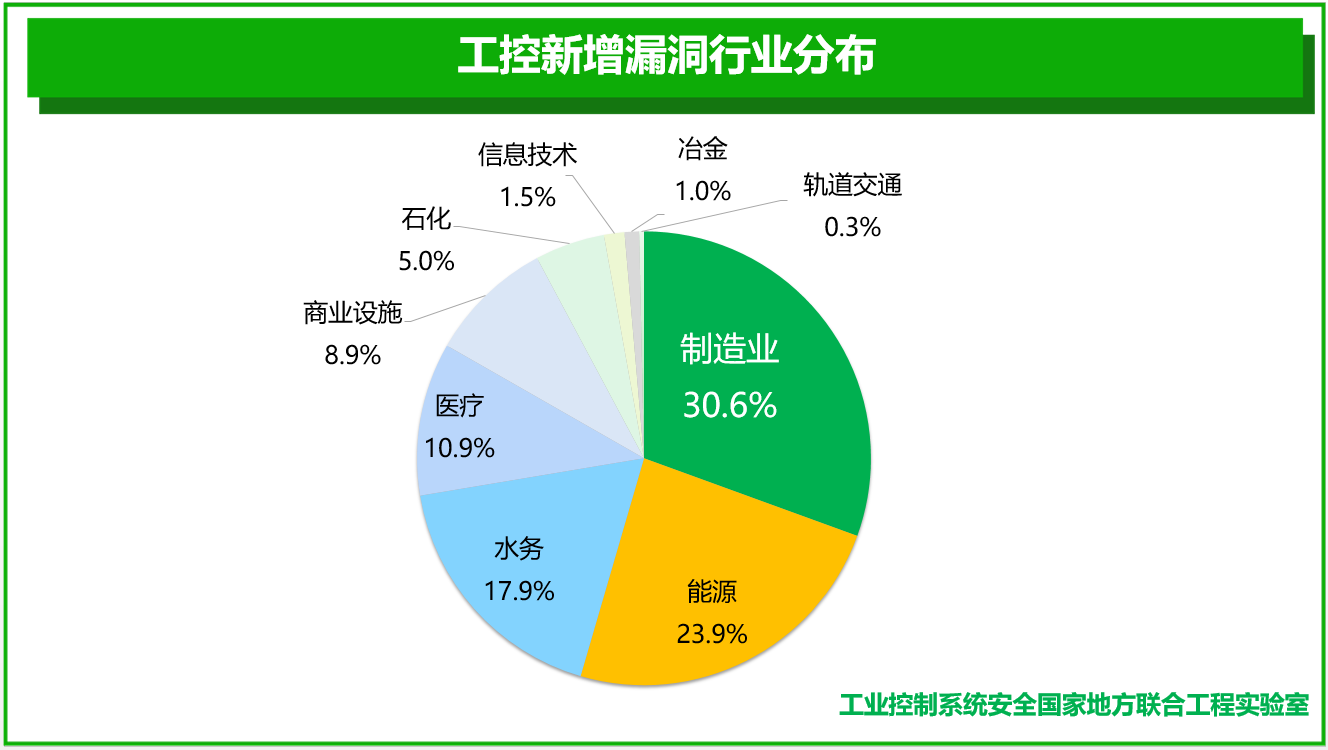 工控新增漏洞行业分布
信息技术
1.5%
冶金
1.0%
轨道交通
0.3%
石化
5.0%
商业设施
8.9%
制造业
30.6%
医疗
10.9%
水务
17.9%
能源
23.9%
工业控制系统安全国家地方联合工程实验室